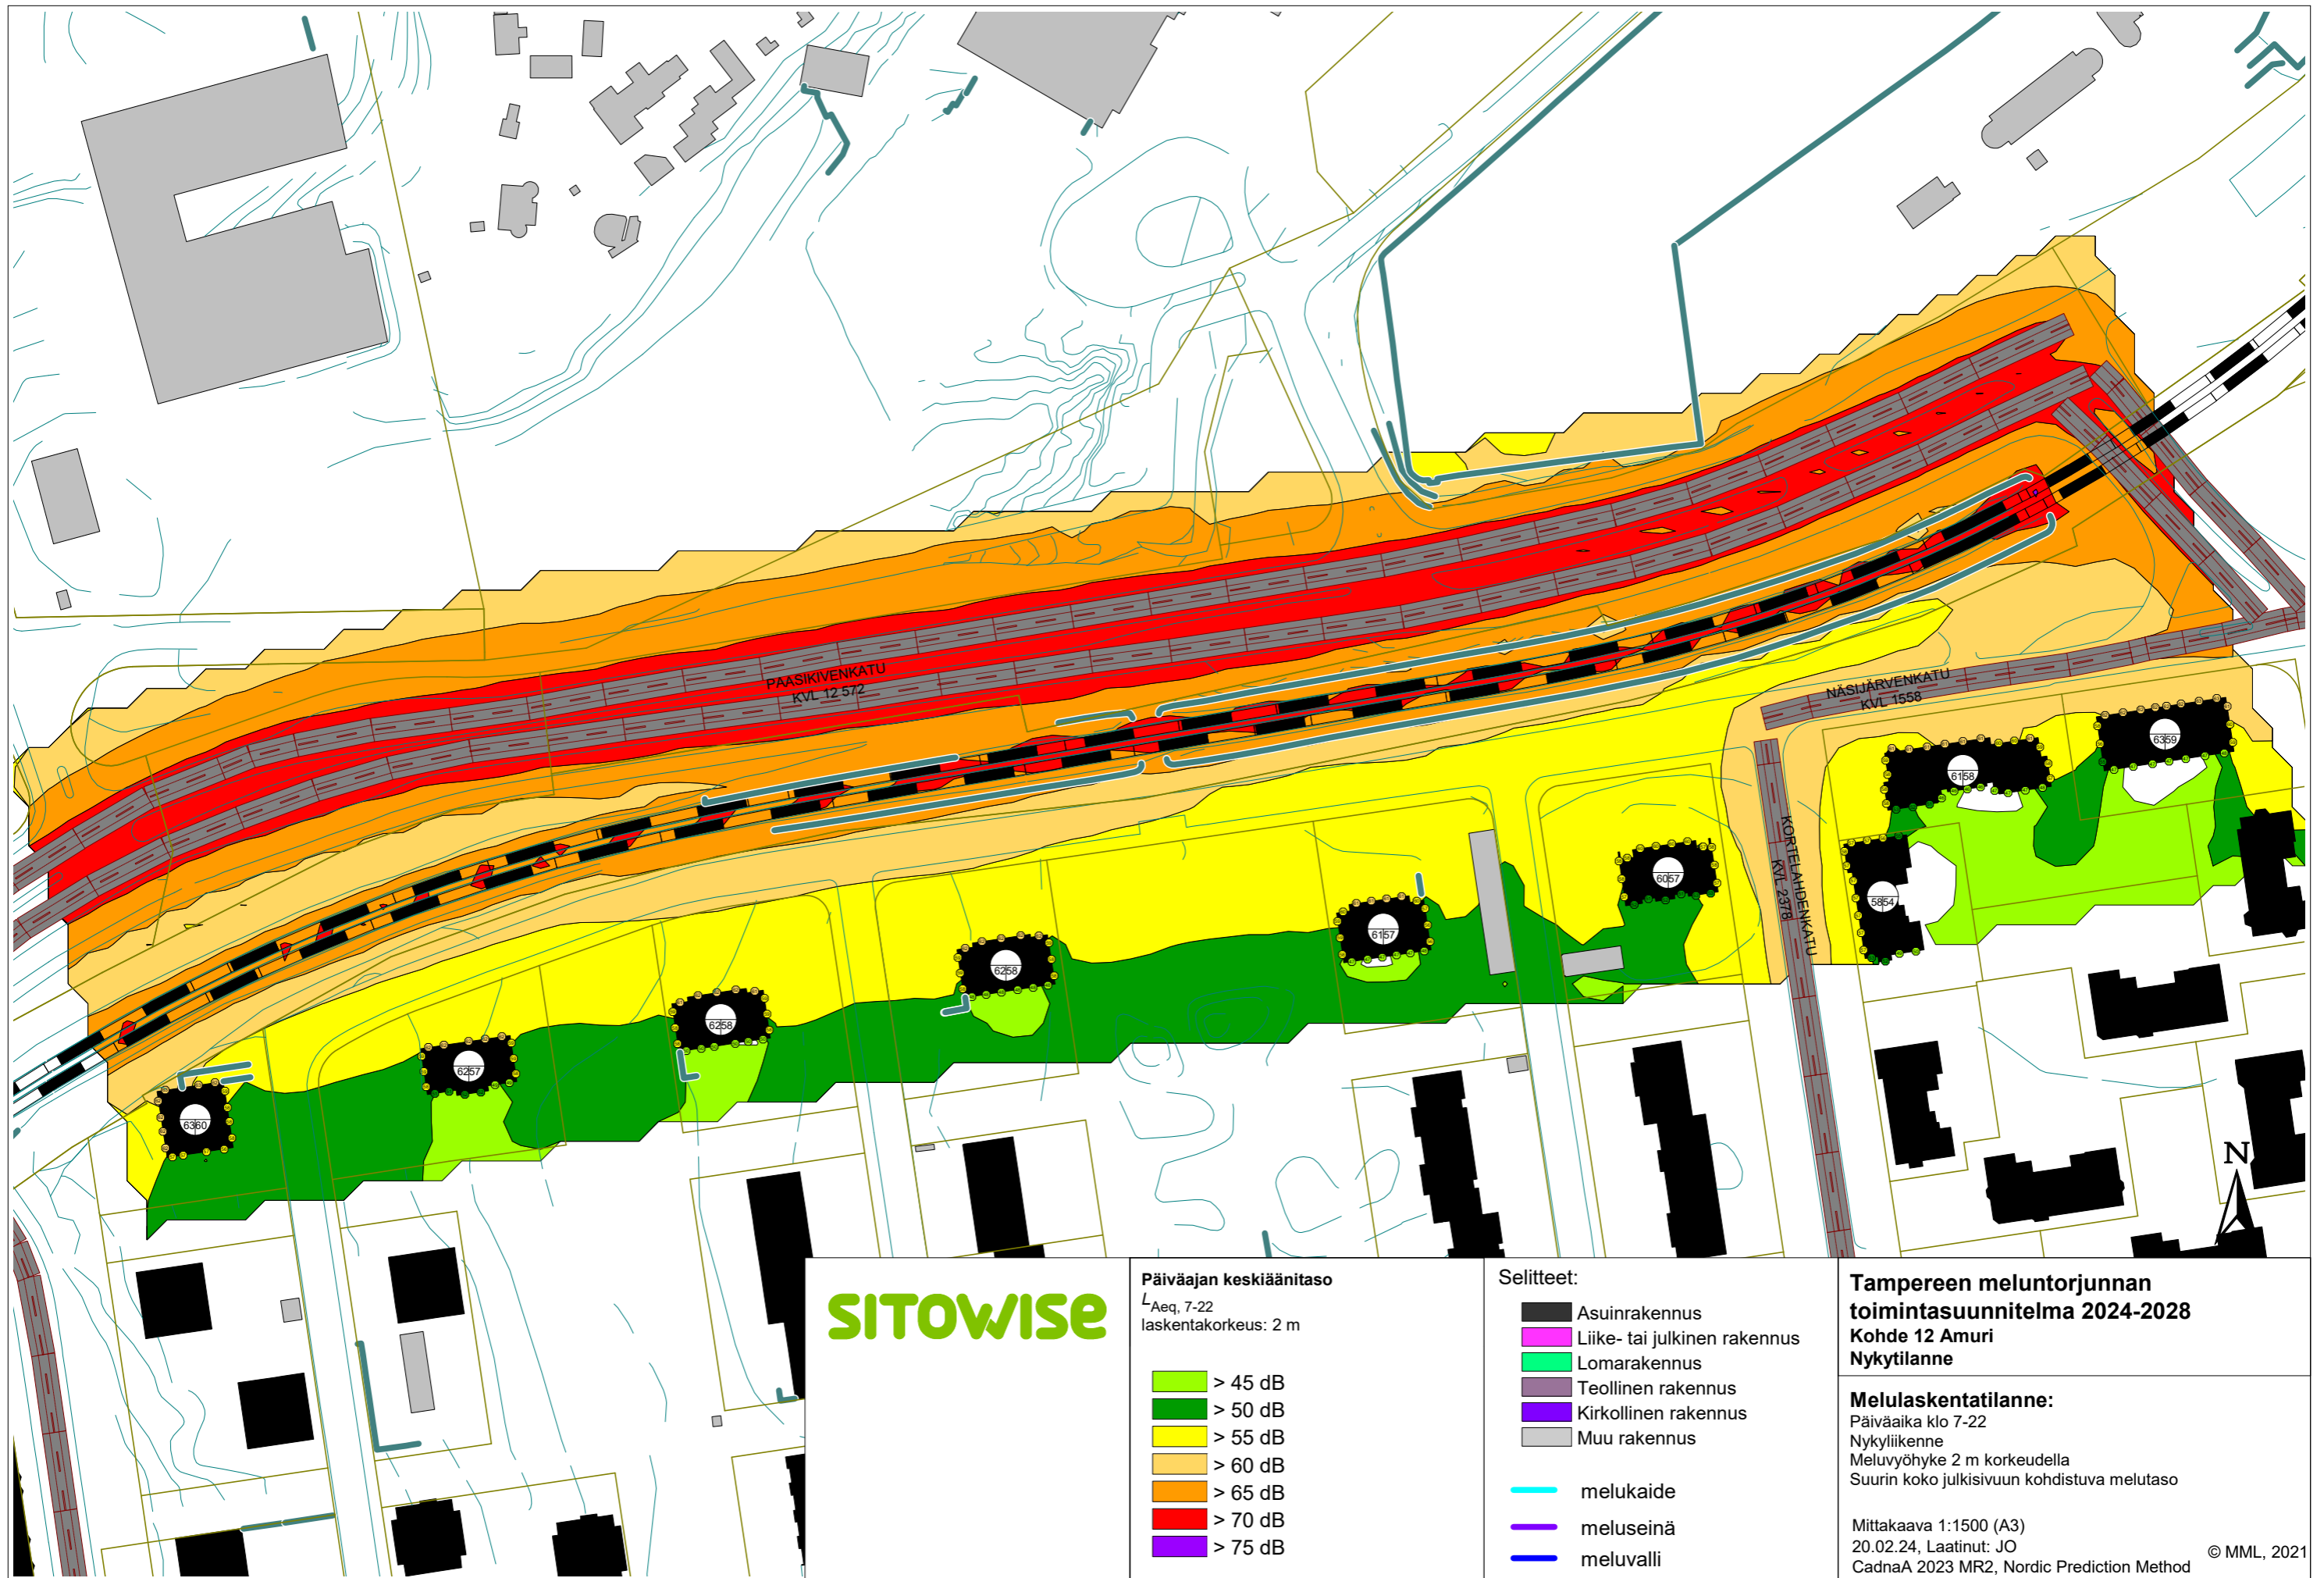 PAASIKIVENKATU
KVL 12 572
NÄSIJÄRVENKATU
KVL 1558
KORTELAHDENKATU
KVL 2378
6359
6158
5854
6057
6157
6258
6258
6257
6360
N
SITOWISE
Päiväajan keskiäänitaso
LAeq, 7-22
laskentakorkeus: 2 m
> 45 dB
> 50 dB
> 55 dB
> 60 dB
> 65 dB
> 70 dB
> 75 dB
Selitteet:
Asuinrakennus
Liike- tai julkinen rakennus
Lomarakennus
Teollinen rakennus
Kirkollinen rakennus
Muu rakennus
melukaide
meluseinä
meluvalli
Tampereen meluntorjunnan
toimintasuunnitelma 2024-2028
Kohde 12 Amuri
Nykytilanne
Melulaskentatilanne:
Päiväaika klo 7-22
Nykyliikenne
Meluvyöhyke 2 m korkeudella
Suurin koko julkisivuun kohdistuva melutaso
Mittakaava 1:1500 (A3)
20.02.24, Laatinut: JO
CadnaA 2023 MR2, Nordic Prediction Method
© MML, 2021